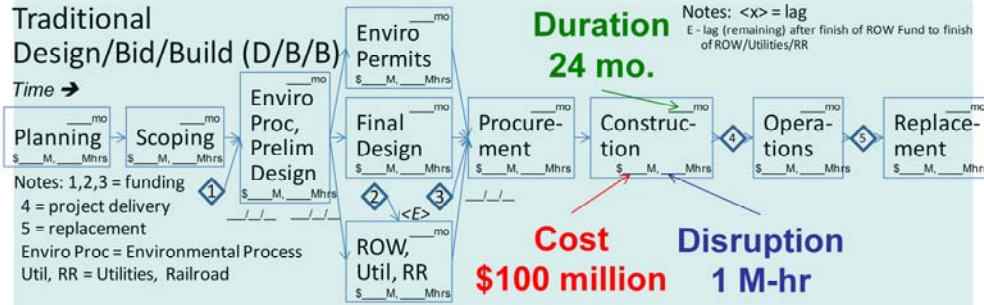 Traditional
Design/Bid/Build (D/B/B)
Time ➔
Notes: <x> = lag
E - lag (remaining) after finish of ROW Fund to finish
of ROW/Utilities/RR
Duration
24 mo.
___mo
Planning
$___M, ___Mhrs
___mo
Scoping
$___M, ___Mhrs
___mo
Enviro
Proc,
Prelim
Design
$___M, ___Mhrs
___mo
Enviro
Permits
$___M, ___Mhrs
___mo
Final
Design
$___M, ___Mhrs
___mo
ROW,
Util, RR
$___M, ___Mhrs
___mo
Procure-
ment
$___M, ___Mhrs
___mo
Construc-
tion
$___M, ___Mhrs
___mo
Opera-
tions
$___M, ___Mhrs
___mo
Replace-
ment
$___M, ___Mhrs
1
2
3
4
5
<E>
__/__/__
__/__/__
__/__/__
Notes: 1,2,3 = funding
4 = project delivery
5 = replacement
Enviro Proc = Environmental Process
Util, RR = Utilities, Railroad
Cost
$100 million
Disruption
1 M-hr